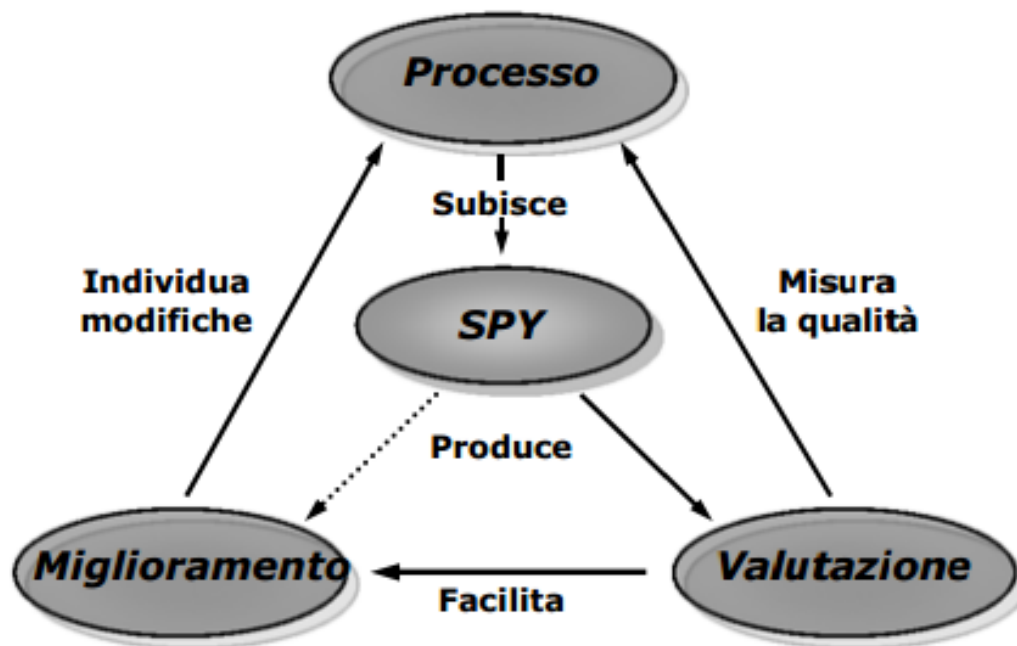 Processo
Subisce
Individua
modifiche
Misura
la qualità
SPY
Produce
Miglioramento
Valutazione
Facilita